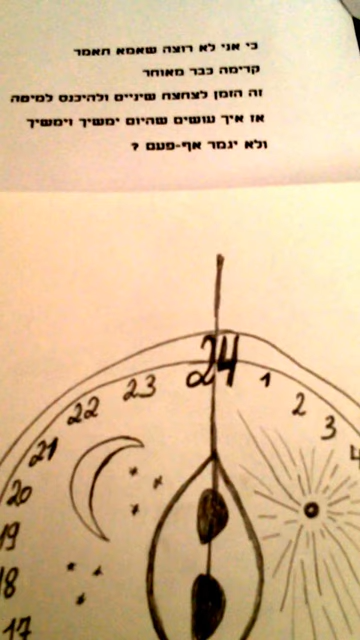 כי אני לא רוצה שאמא תאמר
קדימה כבר מאוחר
זה הזמן לצחצח שיניים ולהיכנס למיטה
אז איך עושים שהיום ימשיך וימשיך
ולא יגמר אף-פעם ?
24
23
1
22
2
21
3
20
19
18
17